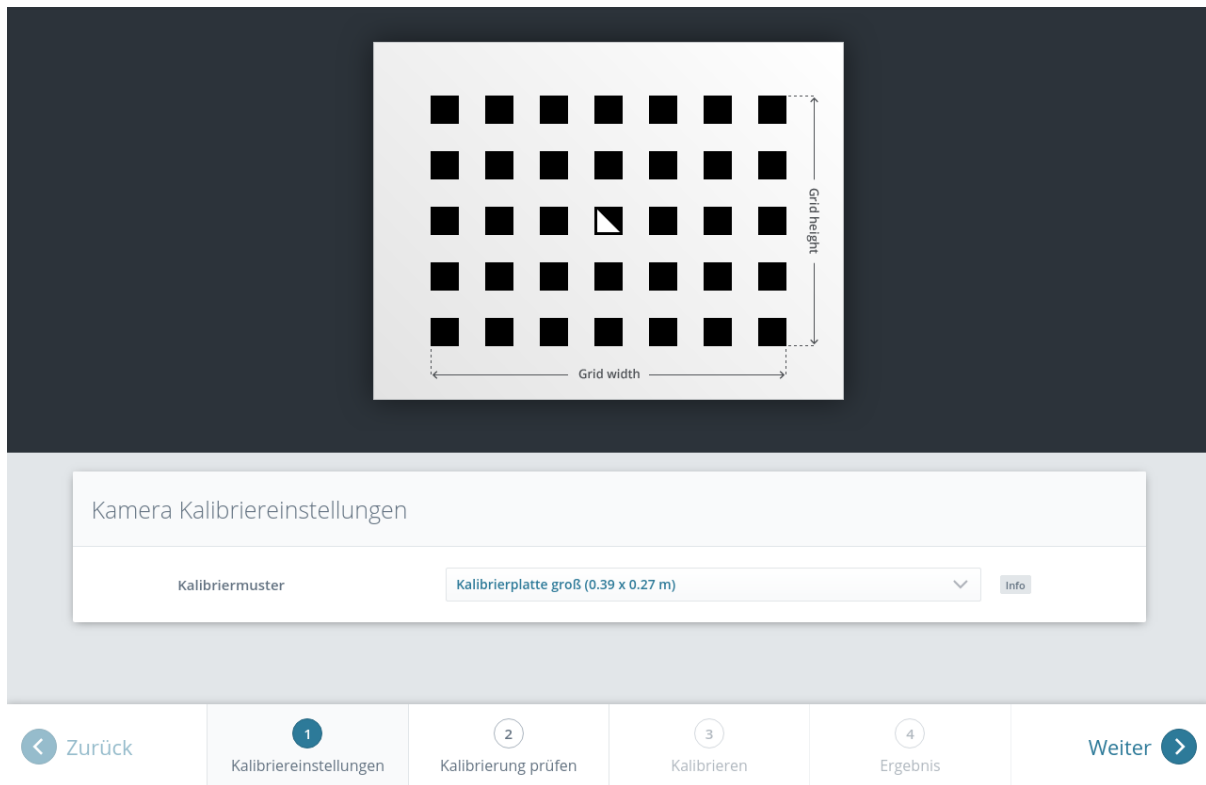 Grid height
Grid width
Kamera Kalibriereinstellungen
Kalibriermuster
Kalibrierplatte groß (0.39 x 0.27 m)
Info
Zurück
1
Kalibriereinstellungen
2
Kalibrierung prüfen
3
Kalibrieren
4
Ergebnis
Weiter